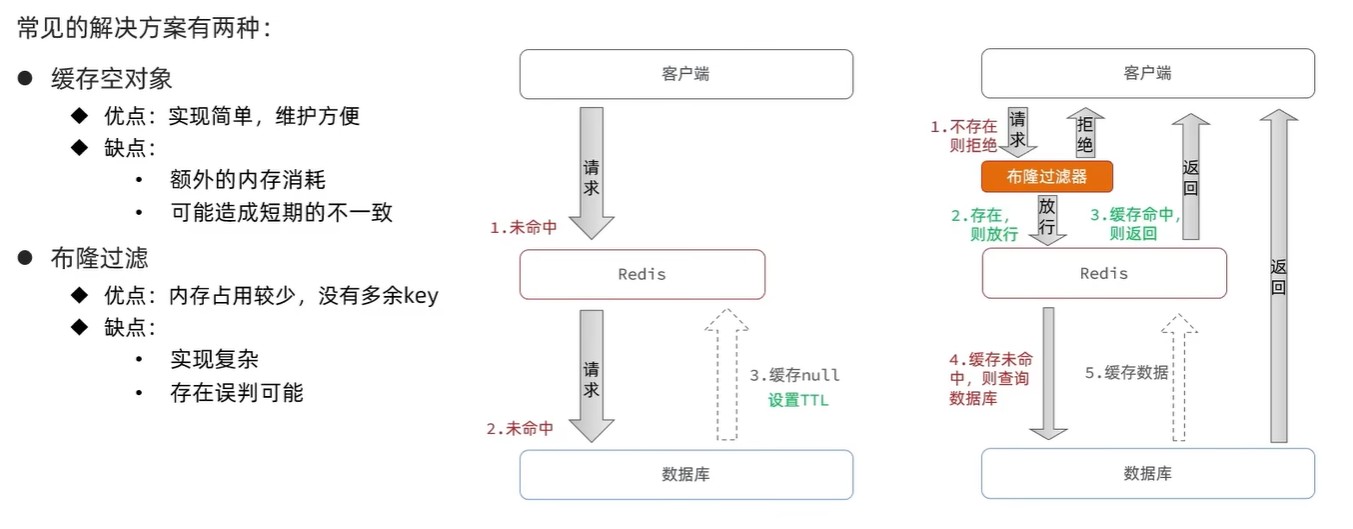 常见的解决方案有两种：
● 缓存空对象
◆ 优点：实现简单，维护方便
◆ 缺点：
• 额外的内存消耗
• 可能造成短期的不一致
● 布隆过滤
◆ 优点：内存占用较少，没有多余key
◆ 缺点：
• 实现复杂
• 存在误判可能
客户端
请求
1.未命中
Redis
请求
3.缓存null
设置TTL
2.未命中
数据库
客户端
1.不存在
则拒绝
请求
拒绝
布隆过滤器
2.存在，
则放行
放行
3.缓存命中，
则返回
返回
Redis
返回
4.缓存未命
中，则查询
数据库
5.缓存数据
数据库